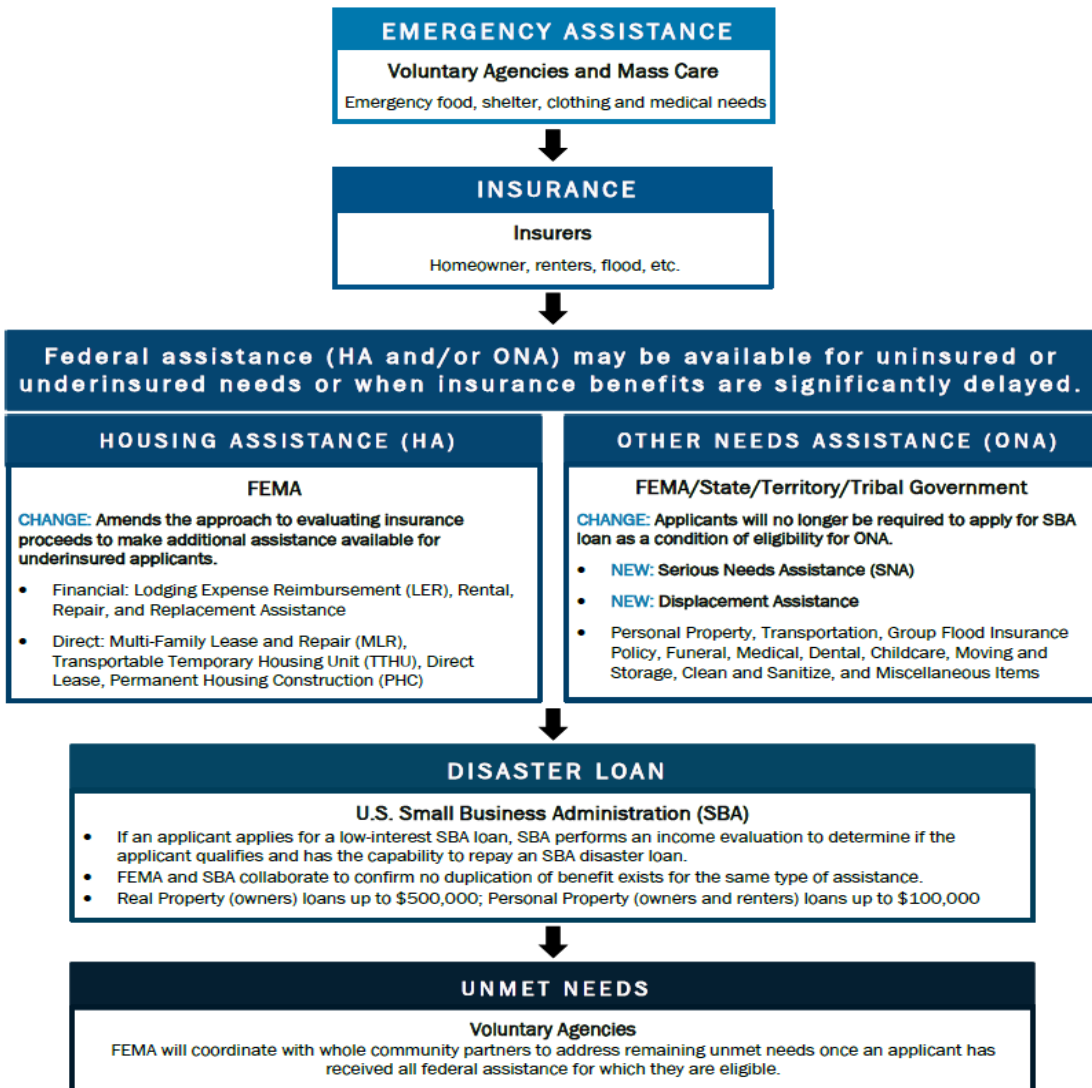 EMERGENCY ASSISTANCE
Voluntary Agencies and Mass Care
Emergency food, shelter, clothing and medical needs
INSURANCE
Insurers
Homeowner, renters, flood, etc.
Federal assistance (HA and/or ONA) may be available for uninsured or
underinsured needs or when insurance benefits are significantly delayed.
HOUSING ASSISTANCE (HA)
FEMA
CHANGE: Amends the approach to evaluating insurance
proceeds to make additional assistance available for
underinsured applicants.
• Financial: Lodging Expense Reimbursement (LER), Rental,
Repair, and Replacement Assistance
• Direct: Multi-Family Lease and Repair (MLR),
Transportable Temporary Housing Unit (TTHU), Direct
Lease, Permanent Housing Construction (PHC)
OTHER NEEDS ASSISTANCE (ONA)
FEMA/State/Territory/Tribal Government
CHANGE: Applicants will no longer be required to apply for SBA
loan as a condition of eligibility for ONA.
• NEW: Serious Needs Assistance (SNA)
• NEW: Displacement Assistance
• Personal Property, Transportation, Group Flood Insurance
Policy, Funeral, Medical, Dental, Childcare, Moving and
Storage, Clean and Sanitize, and Miscellaneous Items
DISASTER LOAN
U.S. Small Business Administration (SBA)
• If an applicant applies for a low-interest SBA loan, SBA performs an income evaluation to determine if the
applicant qualifies and has the capability to repay an SBA disaster loan.
• FEMA and SBA collaborate to confirm no duplication of benefit exists for the same type of assistance.
• Real Property (owners) loans up to $500,000; Personal Property (owners and renters) loans up to $100,000
UNMET NEEDS
Voluntary Agencies
FEMA will coordinate with whole community partners to address remaining unmet needs once an applicant has
received all federal assistance for which they are eligible.